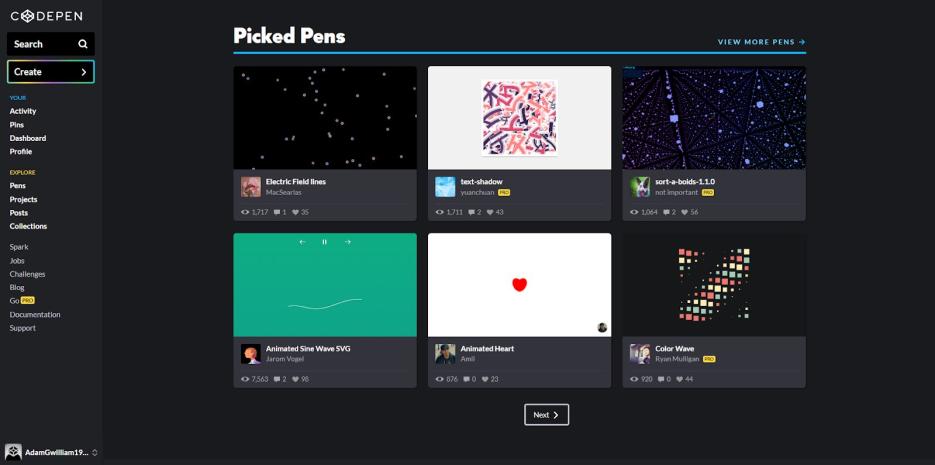 CODEPEN
Search
Create
YOUR
Activity
Pins
Dashboard
Profile
EXPLORE
Pens
Projects
Posts
Collections
Spark
Jobs
Challenges
Blog
Go PRO
Documentation
Support
AdamGwilliam19...
Picked Pens
VIEW MORE PENS →
Electric Field lines
MacSearlas
1,717 1 35
text-shadow
yuanchuan PRO
1,711 2 43
sort-a-boids-1.1.0
not important PRO
1,064 2 56
Animated Sine Wave SVG
Jarom Vogel
7,563 2 98
Animated Heart
Amli
876 0 23
Color Wave
Ryan Mulligan PRO
920 0 44
Next